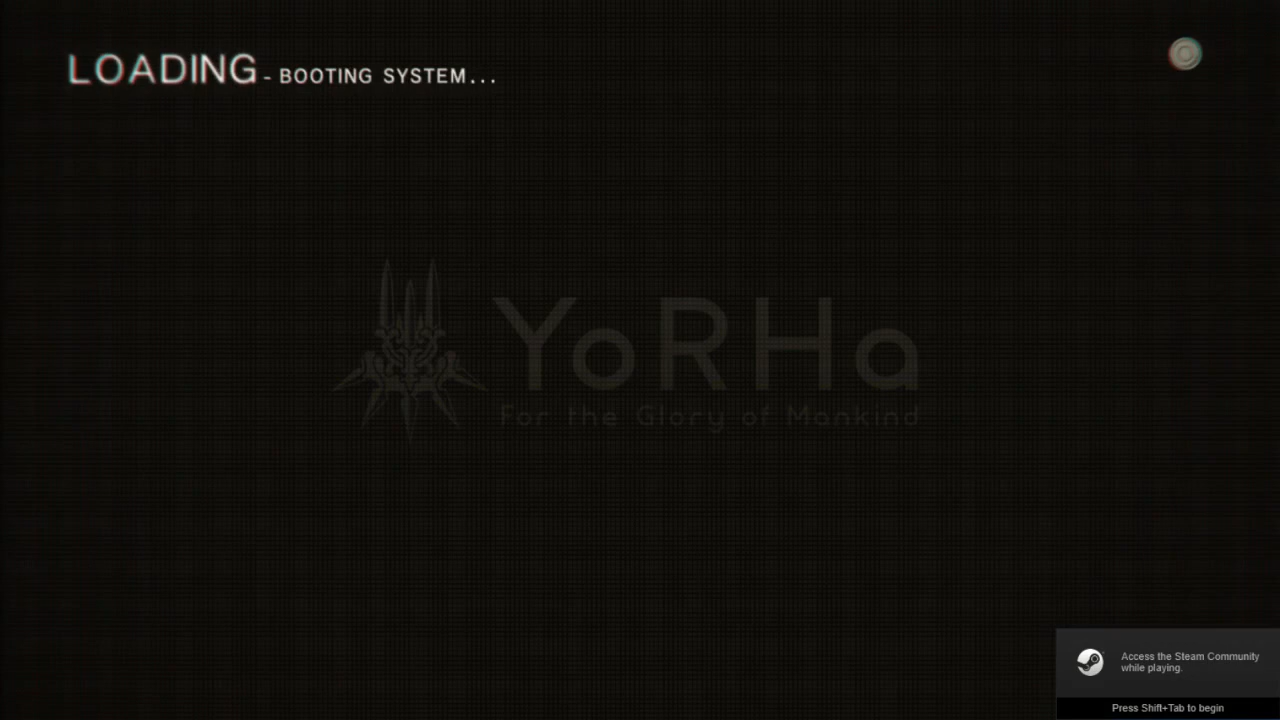 LOADING - BOOTING SYSTEM...
YoRHa
For the Glory of Mankind
Access the Steam Community
while playing.
Press Shift+Tab to begin